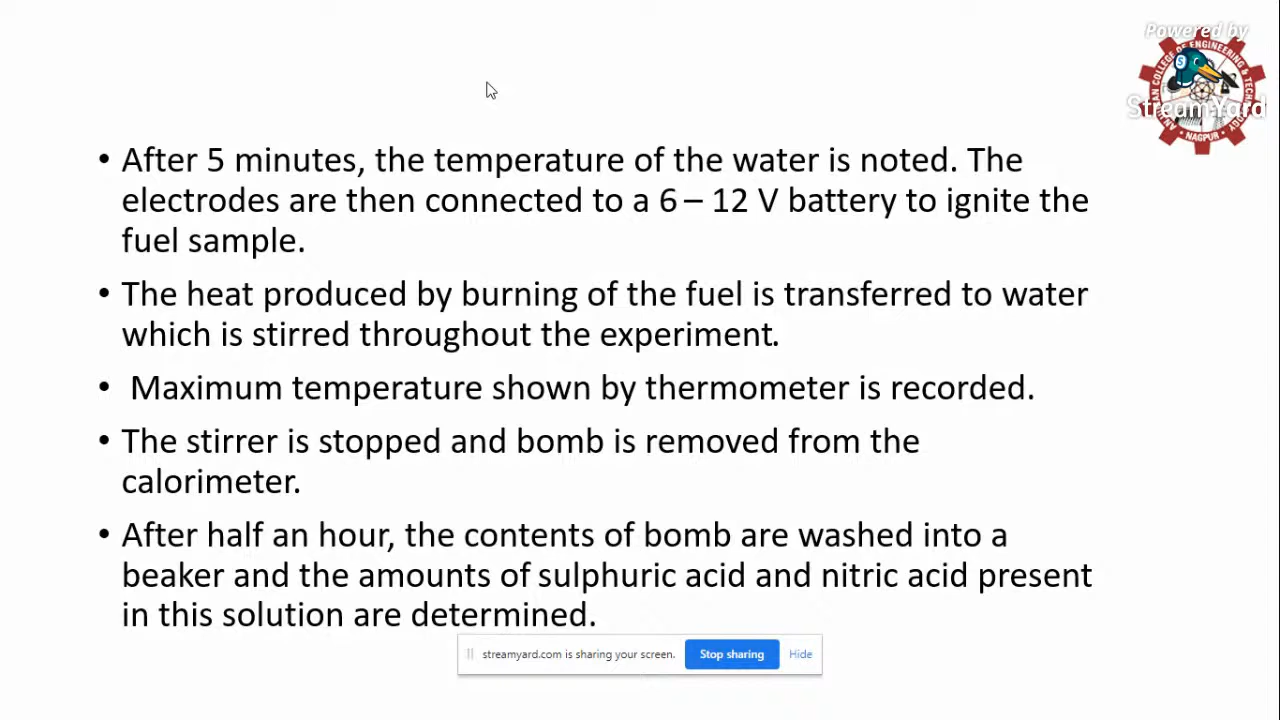 Powered by
StreamYard
COLLEGE OF ENGINEERING & TECH
NAGPUR
• After 5 minutes, the temperature of the water is noted. The
electrodes are then connected to a 6 – 12 V battery to ignite the
fuel sample.
• The heat produced by burning of the fuel is transferred to water
which is stirred throughout the experiment.
• Maximum temperature shown by thermometer is recorded.
• The stirrer is stopped and bomb is removed from the
calorimeter.
• After half an hour, the contents of bomb are washed into a
beaker and the amounts of sulphuric acid and nitric acid present
in this solution are determined.
streamyard.com is sharing your screen. Stop sharing Hide